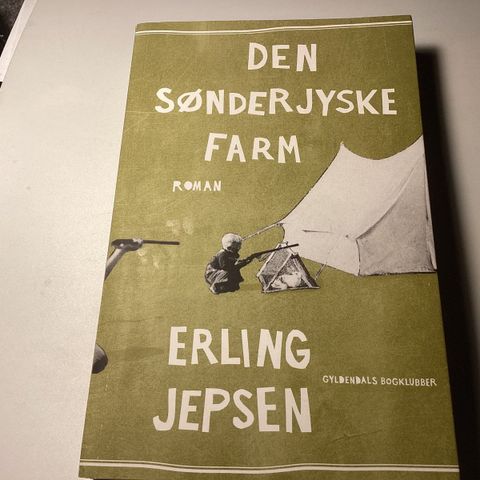 DEN
SØNDERJYSKE
FARM
ROMAN
ERLING
JEPSEN
GYLDENDALS BOGKLUBBER